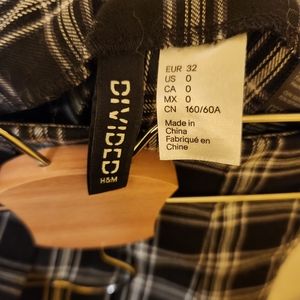 DIVIDED
H&M
EUR 32
US 0
CA 0
MX 0
CN 160/60A
Made in
China
Fabriqué en
Chine